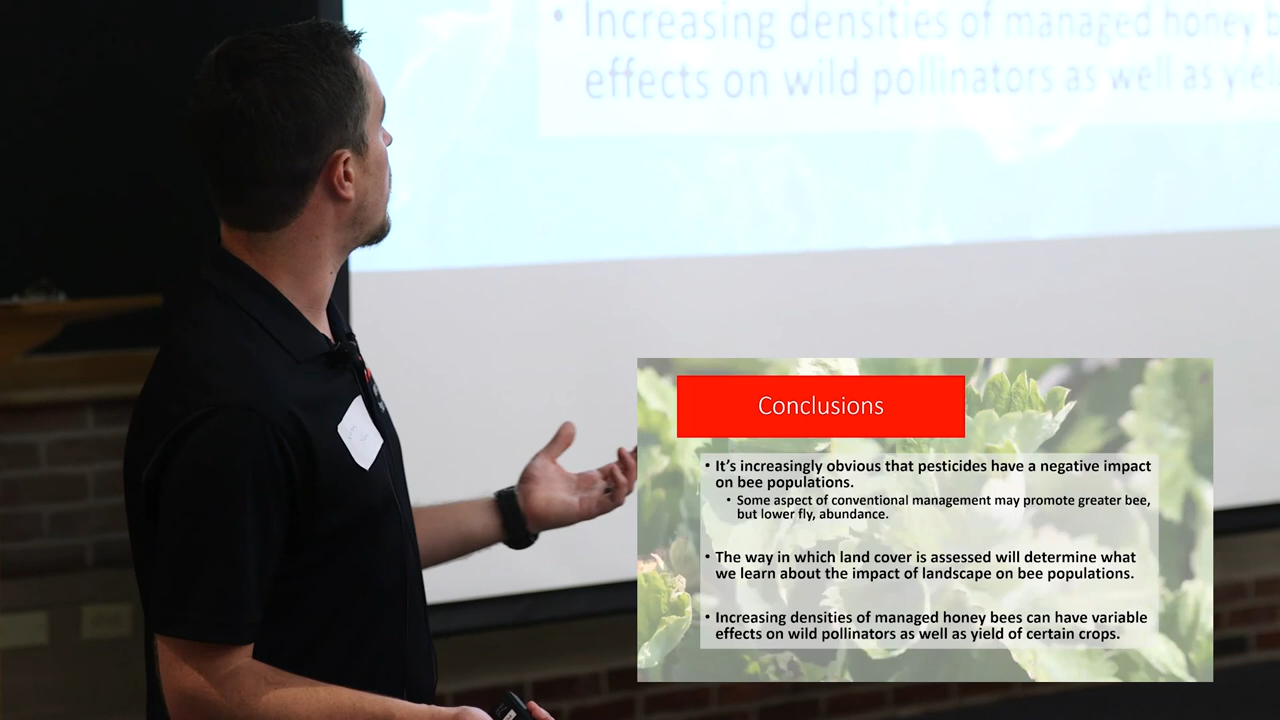 • Increasing densities of managed honey
effects on wild pollinators as well as
Conclusions
• It's increasingly obvious that pesticides have a negative impact
on bee populations.
• Some aspect of conventional management may promote greater bee,
but lower fly, abundance.
• The way in which land cover is assessed will determine what
we learn about the impact of landscape on bee populations.
• Increasing densities of managed honey bees can have variable
effects on wild pollinators as well as yield of certain crops.